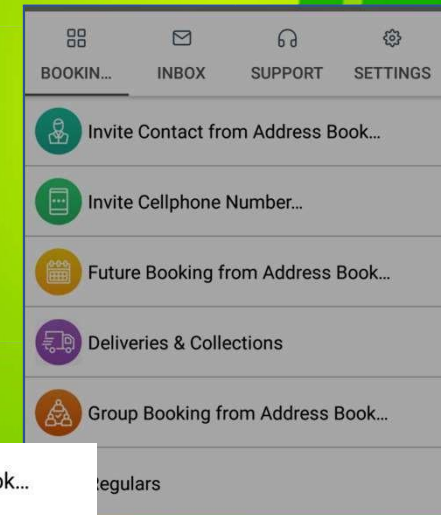 BOOKIN...
INBOX
SUPPORT
SETTINGS
Invite Contact from Address Book...
Invite Cellphone Number...
Future Booking from Address Book...
Deliveries & Collections
Group Booking from Address Book...
ok...
egulars